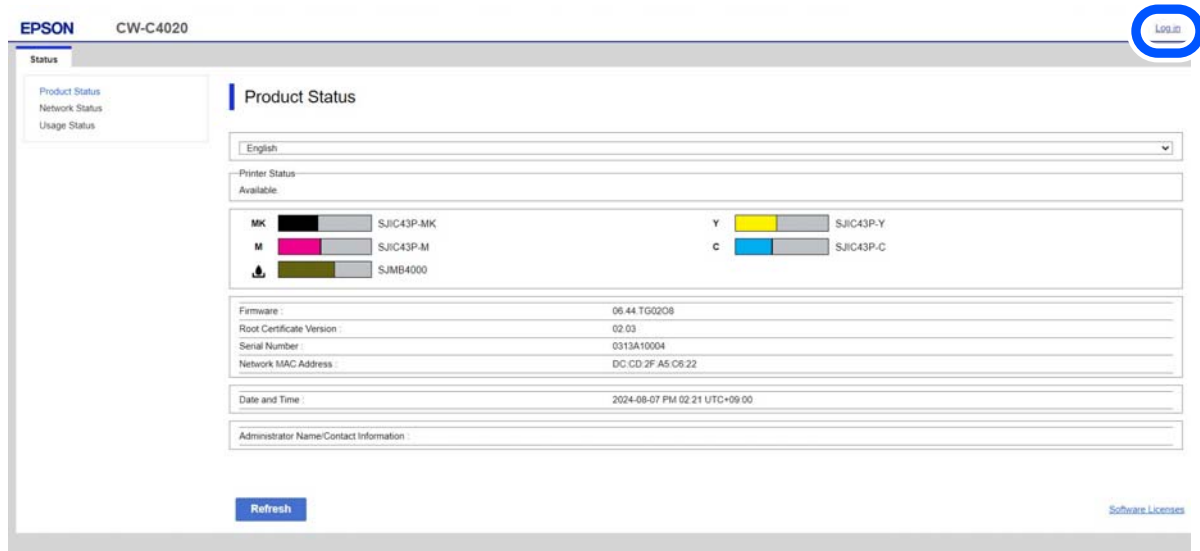 EPSON CW-C4020 Log in
Status
Product Status
Network Status
Usage Status
Product Status
English
Printer Status
Available
MK SJIC43P-MK Y SJIC43P-Y
M SJIC43P-M C SJIC43P-C
SJMB4000
Firmware : 06.44.TG02O8
Root Certificate Version : 02.03
Serial Number : 0313A10004
Network MAC Address : DC:CD:2F:A5:C6:22
Date and Time : 2024-08-07 PM 02:21 UTC+09:00
Administrator Name/Contact Information :
Refresh Software Licenses